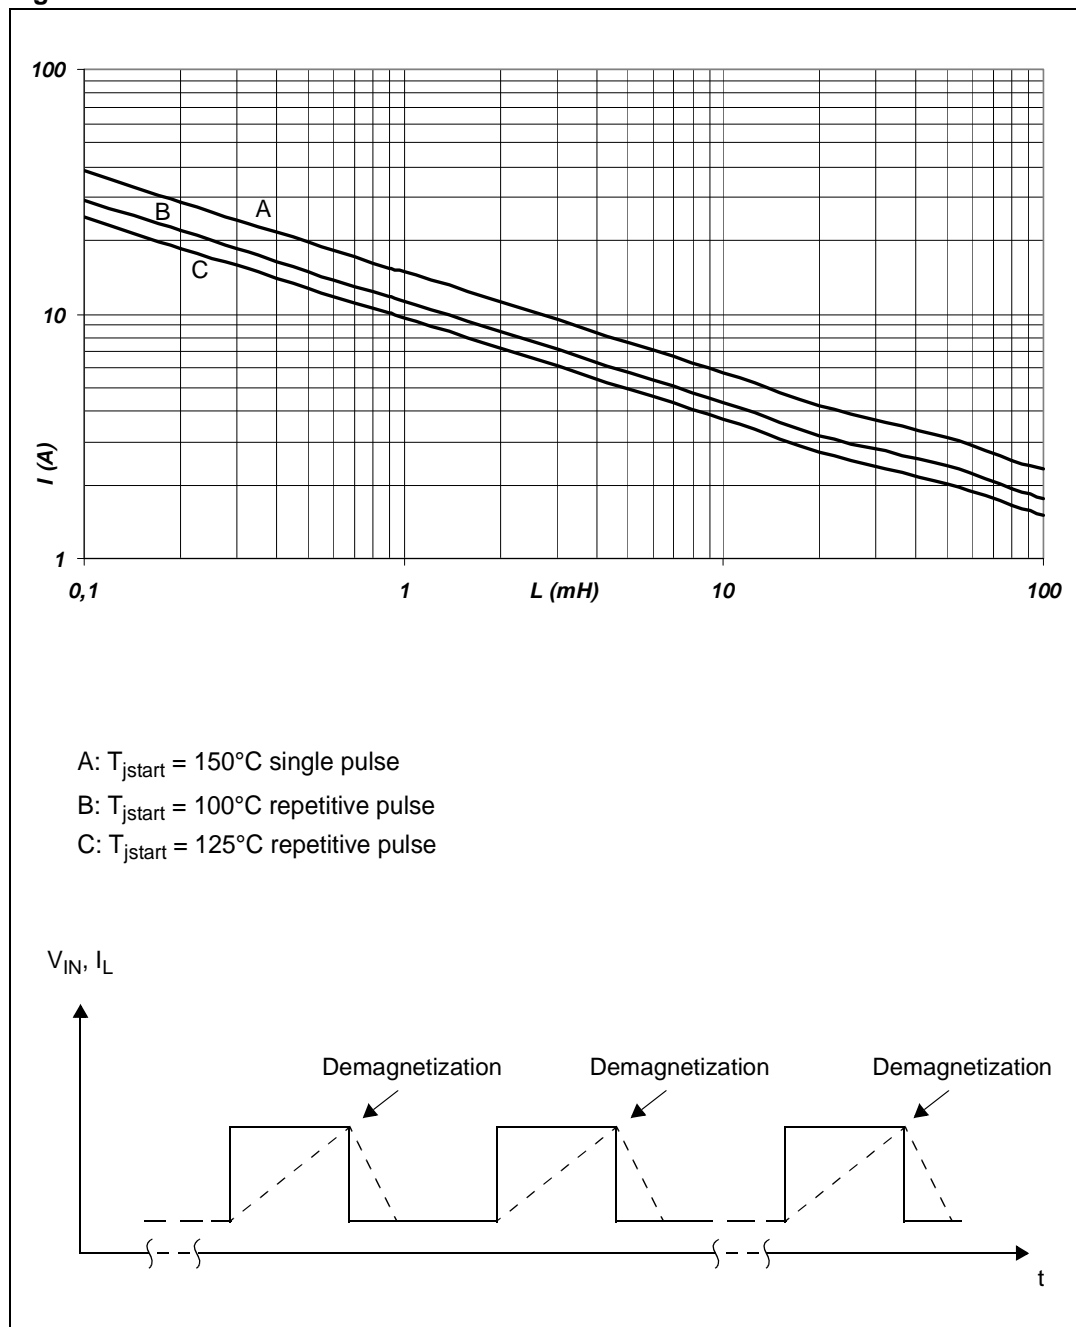 100
A
B
C
10
I (A)
1
0,1 1 L (mH) 10 100
A: Tjstart = 150°C single pulse
B: Tjstart = 100°C repetitive pulse
C: Tjstart = 125°C repetitive pulse
VIN, IL
Demagnetization Demagnetization Demagnetization
t